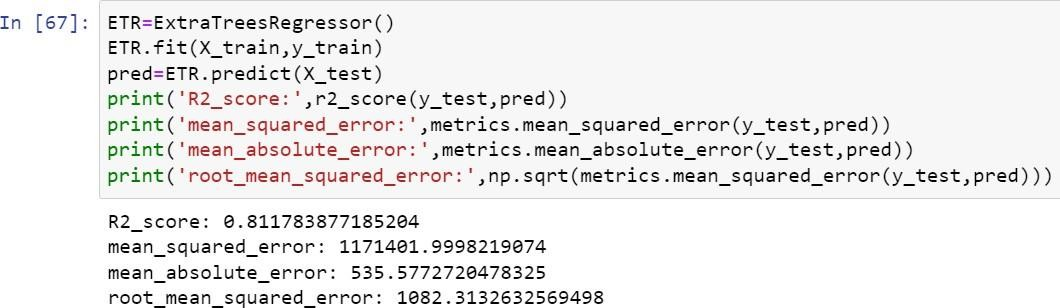 In [67]: ETR=ExtraTreesRegressor()
ETR.fit(X_train,y_train)
pred=ETR.predict(X_test)
print('R2_score:',r2_score(y_test,pred))
print('mean_squared_error:',metrics.mean_squared_error(y_test,pred))
print('mean_absolute_error:',metrics.mean_absolute_error(y_test,pred))
print('root_mean_squared_error:',np.sqrt(metrics.mean_squared_error(y_test,pred)))
R2_score: 0.811783877185204
mean_squared_error: 1171401.9998219074
mean_absolute_error: 535.5772720478325
root_mean_squared_error: 1082.3132632569498